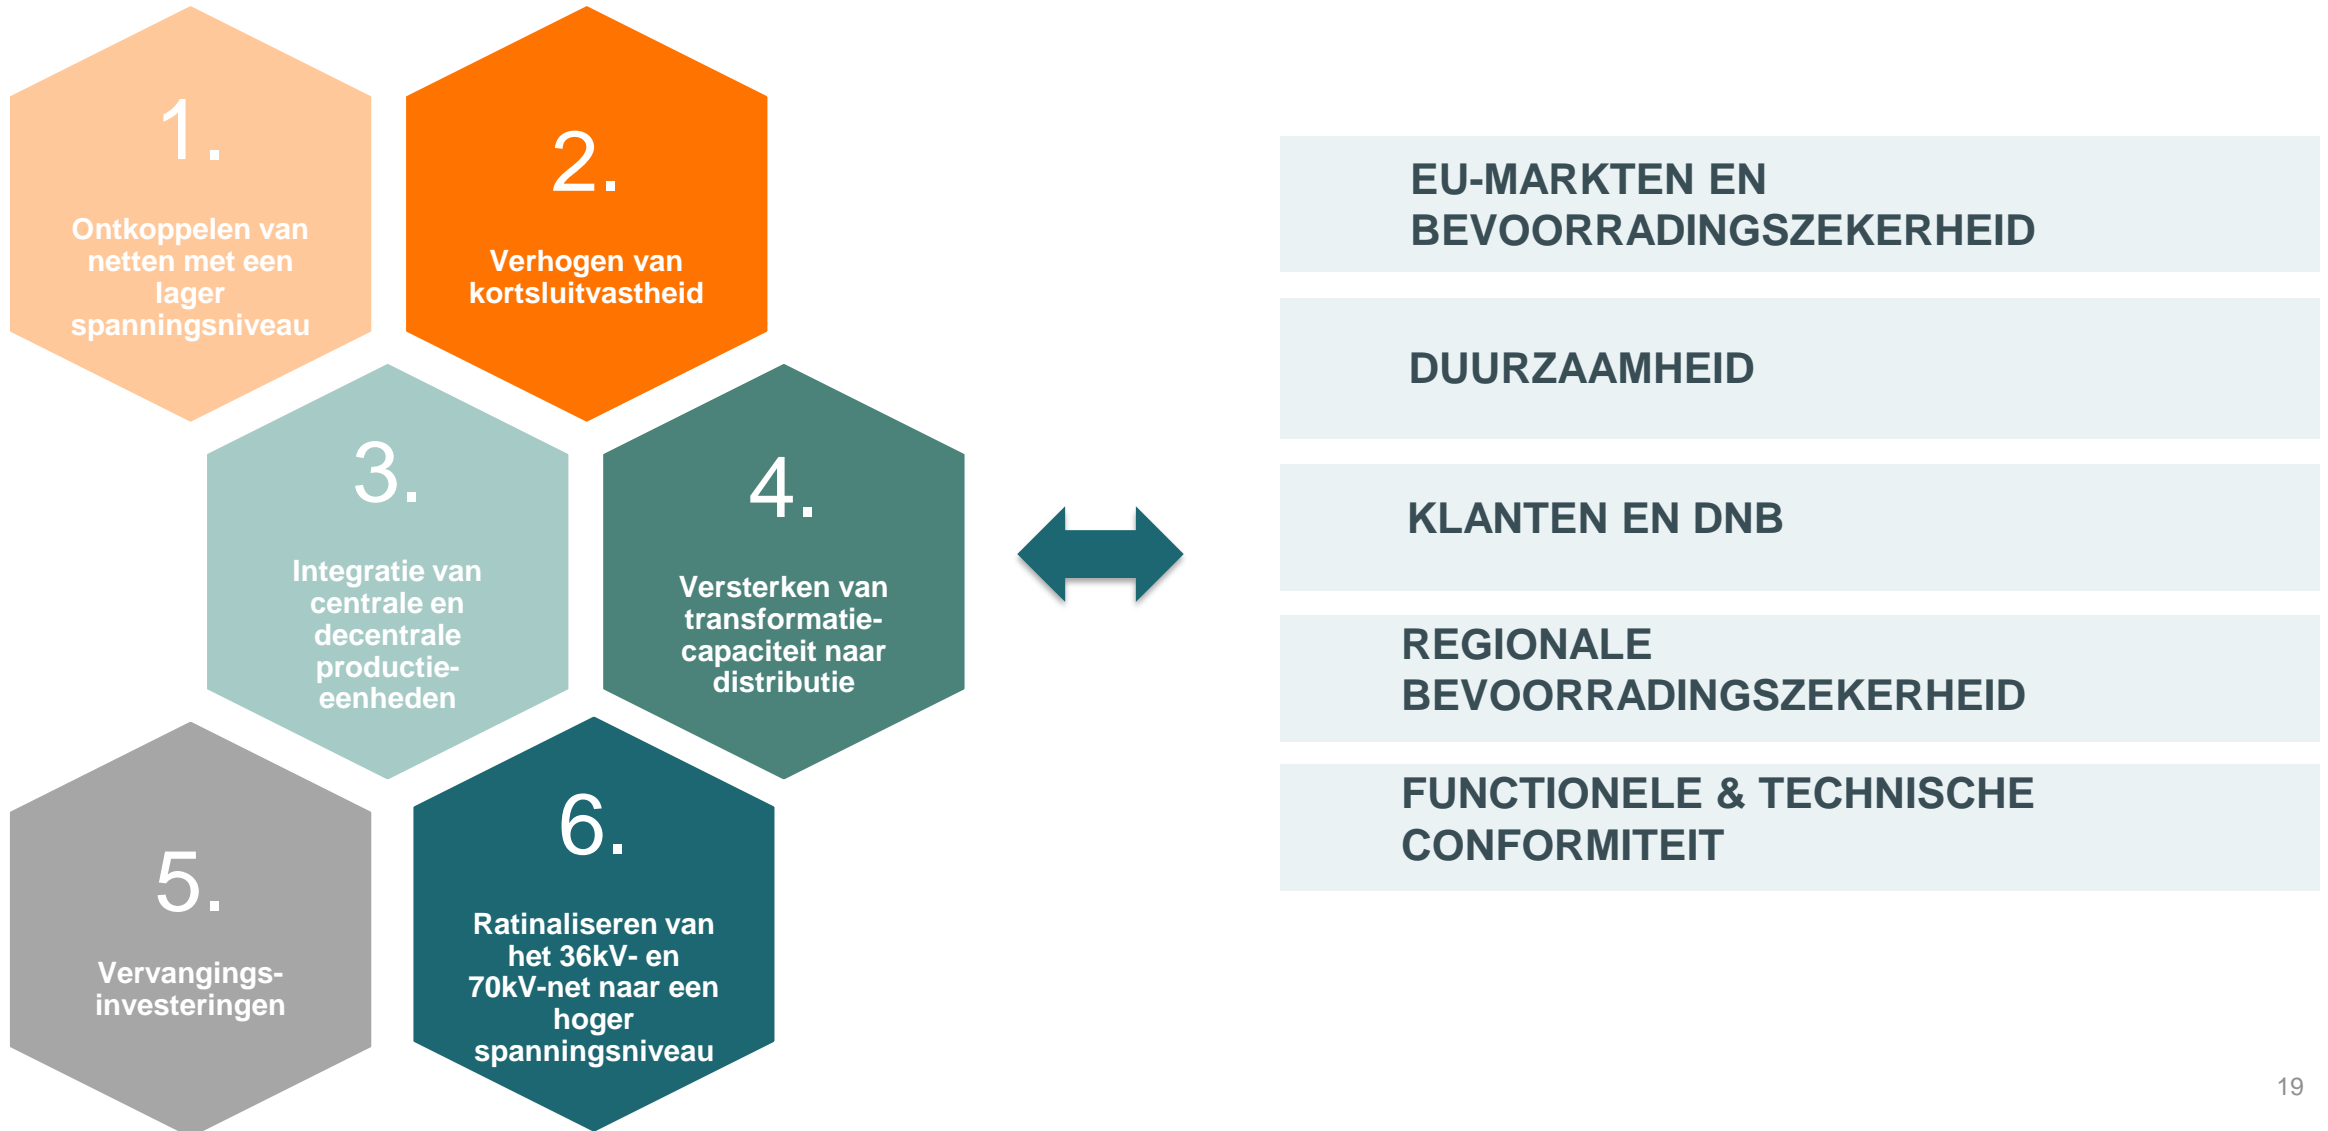 1.
Ontkoppelen van
netten met een
lager
spanningsniveau
2.
Verhogen van
kortsluitvastheid
3.
Integratie van
centrale en
decentrale
productie-
eenheden
4.
Versterken van
transformatie-
capaciteit naar
distributie
5.
Vervangings-
investeringen
6.
Ratinaliseren van
het 36kV- en
70kV-net naar een
hoger
spanningsniveau
EU-MARKTEN EN
BEVOORRADINGSZEKERHEID
DUURZAAMHEID
KLANTEN EN DNB
REGIONALE
BEVOORRADINGSZEKERHEID
FUNCTIONELE & TECHNISCHE
CONFORMITEIT
19